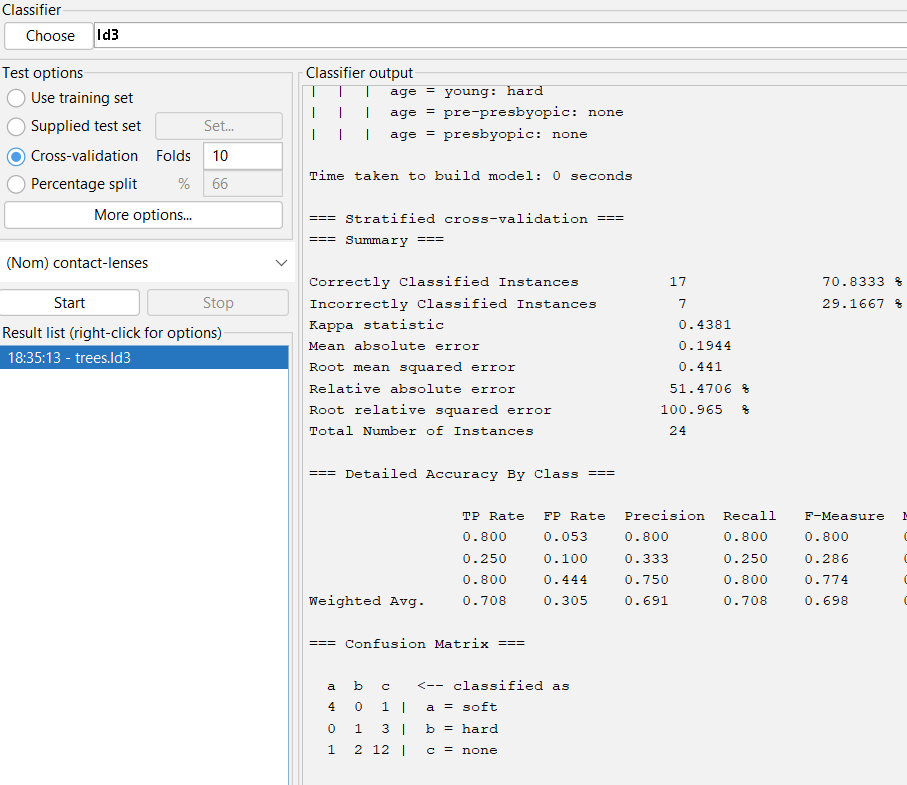 Classifier
Choose Id3
Test options
Use training set
Supplied test set Set...
Cross-validation Folds 10
Percentage split % 66
More options...
(Nom) contact-lenses
Start Stop
Result list (right-click for options)
18:35:13 - trees.Id3
Classifier output
| | | age = young: hard
| | | age = pre-presbyopic: none
| | | age = presbyopic: none
Time taken to build model: 0 seconds
=== Stratified cross-validation ===
=== Summary ===
Correctly Classified Instances 17 70.8333 %
Incorrectly Classified Instances 7 29.1667 %
Kappa statistic 0.4381
Mean absolute error 0.1944
Root mean squared error 0.441
Relative absolute error 51.4706 %
Root relative squared error 100.965 %
Total Number of Instances 24
=== Detailed Accuracy By Class ===
TP Rate FP Rate Precision Recall F-Measure
0.800 0.053 0.800 0.800 0.800
0.250 0.100 0.333 0.250 0.286
0.800 0.444 0.750 0.800 0.774
Weighted Avg. 0.708 0.305 0.691 0.708 0.698
=== Confusion Matrix ===
a b c <-- classified as
4 0 1 | a = soft
0 1 3 | b = hard
1 2 12 | c = none